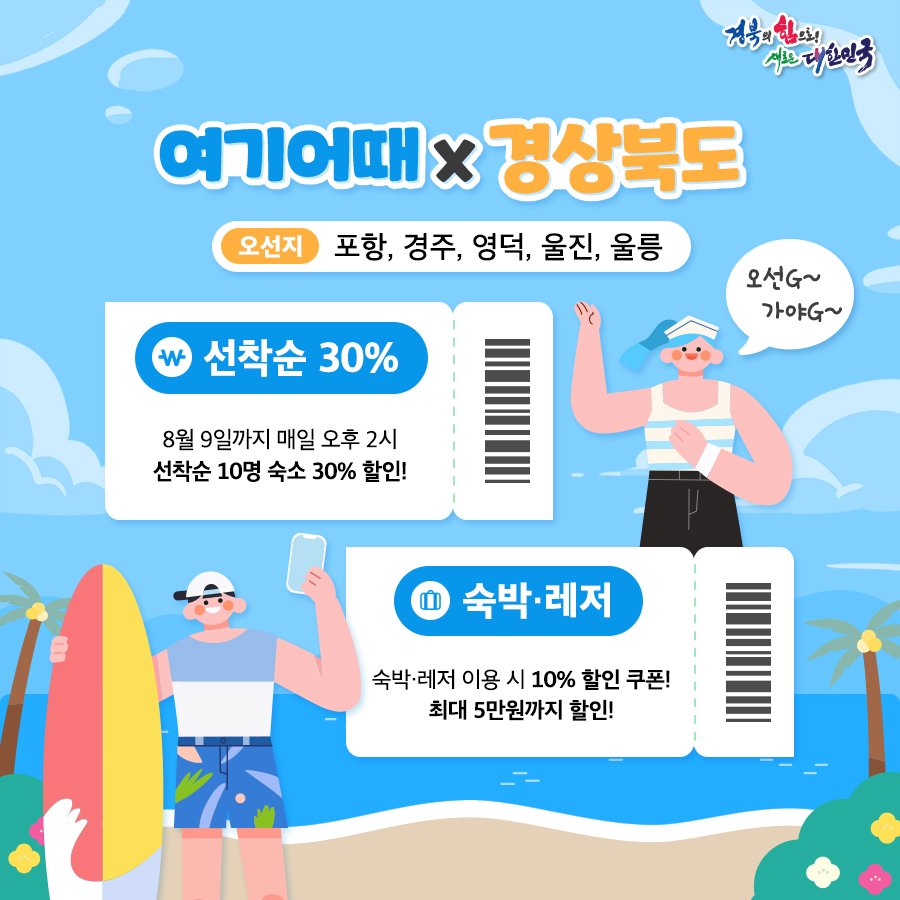 경북의 힘으로!
새로운 대한민국
여기어때 x 경상북도
오선지 포항, 경주, 영덕, 울진, 울릉
오선G~
가야G~
₩ 선착순 30%
8월 9일까지 매일 오후 2시
선착순 10명 숙소 30% 할인!
숙박·레저
숙박·레저 이용 시 10% 할인 쿠폰!
최대 5만원까지 할인!